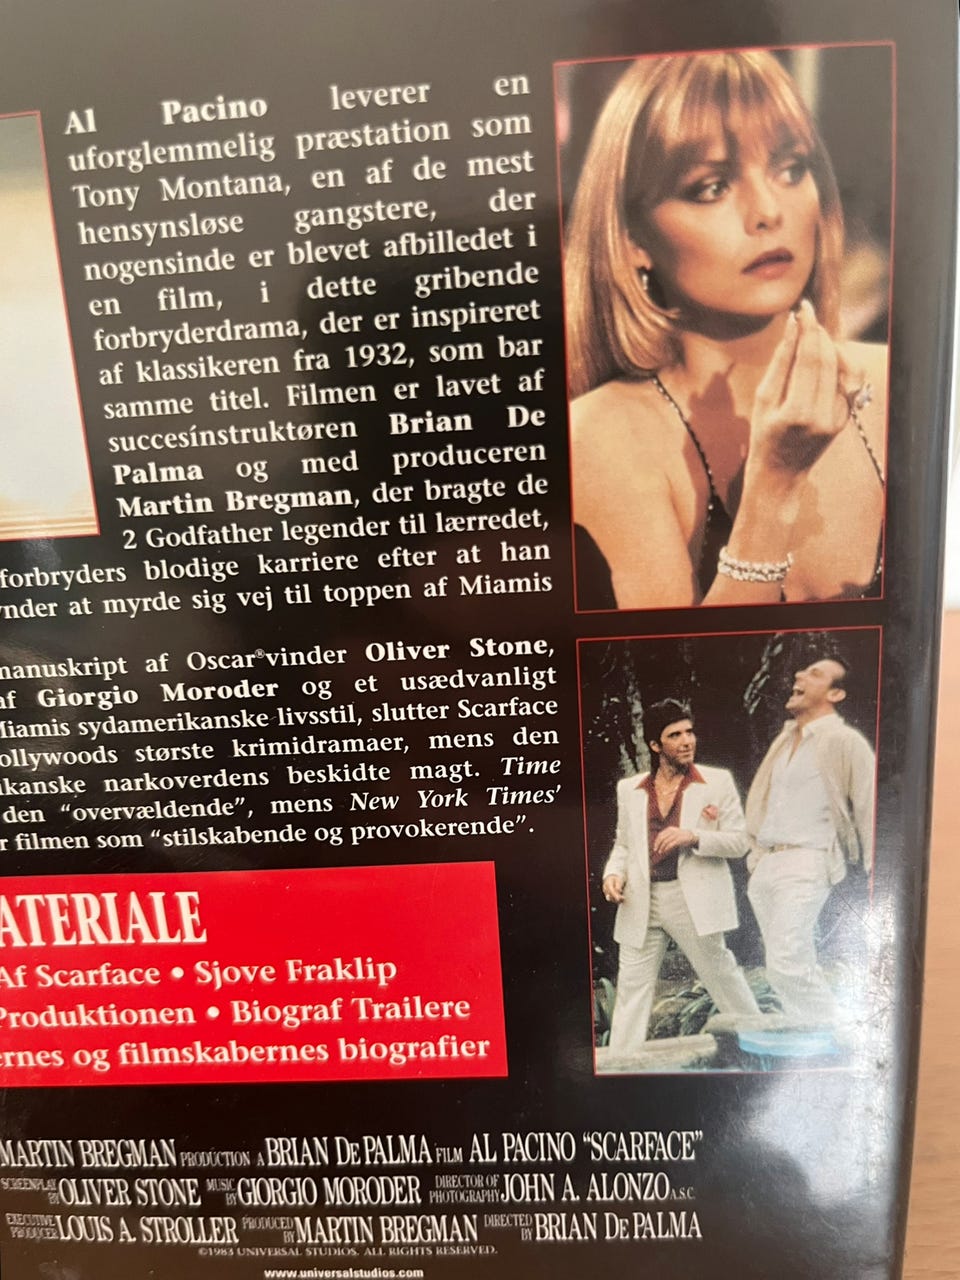 Al Pacino leverer en
uforglemmelig præstation som
Tony Montana, en af de mest
hensynsløse gangstere, der
nogensinde er blevet afbilledet i
en film, i dette gribende
forbryderdrama, der er inspireret
af klassikeren fra 1932, som bar
samme titel. Filmen er lavet af
succesínstruktøren Brian De
Palma og med produceren
Martin Bregman, der bragte de
2 Godfather legender til lærredet,
forbryders blodige karriere efter at han
nder at myrde sig vej til toppen af Miamis
manuskript af Oscar®vinder Oliver Stone,
af Giorgio Moroder og et usædvanligt
Miamis sydamerikanske livsstil, slutter Scarface
ollywoods største krimidramaer, mens den
ikanske narkoverdens beskidte magt. Time
den “overvældende”, mens New York Times’
r filmen som “stilskabende og provokerende”.
ATERIALE
Af Scarface • Sjove Fraklip
Produktionen • Biograf Trailere
ernes og filmskabernes biografier
MARTIN BREGMAN PRODUCTION A BRIAN DE PALMA FILM AL PACINO “SCARFACE”
SCREENPLAY BY OLIVER STONE MUSIC BY GIORGIO MORODER DIRECTOR OF PHOTOGRAPHY JOHN A. ALONZO A.S.C.
EXECUTIVE PRODUCER LOUIS A. STROLLER PRODUCED BY MARTIN BREGMAN DIRECTED BY BRIAN DE PALMA
©1983 UNIVERSAL STUDIOS. ALL RIGHTS RESERVED.
www.universalstudios.com